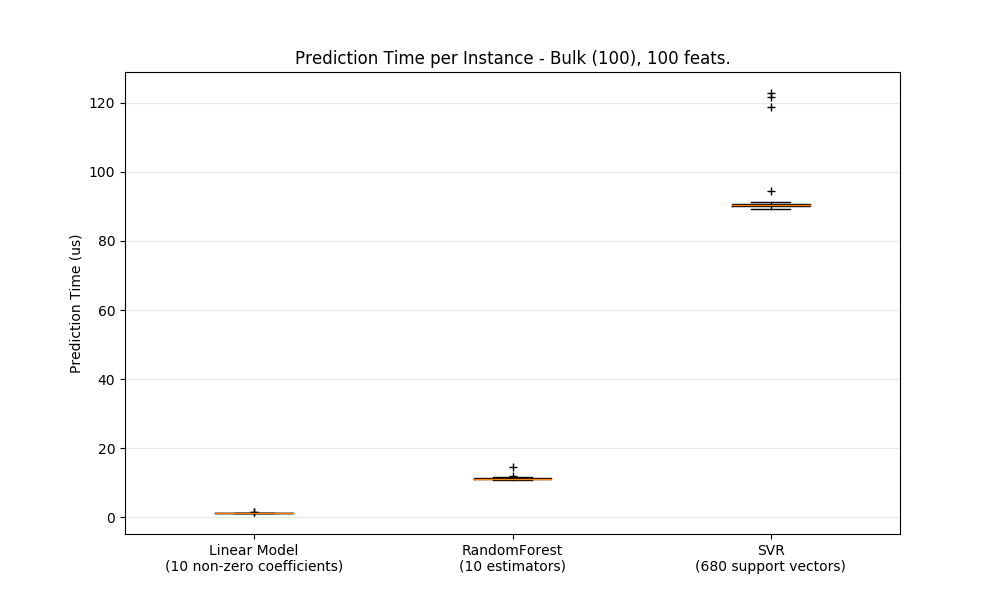 Prediction Time per Instance - Bulk (100), 100 feats.
120
100
80
60
40
20
0
Prediction Time (us)
Linear Model
(10 non-zero coefficients)
RandomForest
(10 estimators)
SVR
(680 support vectors)